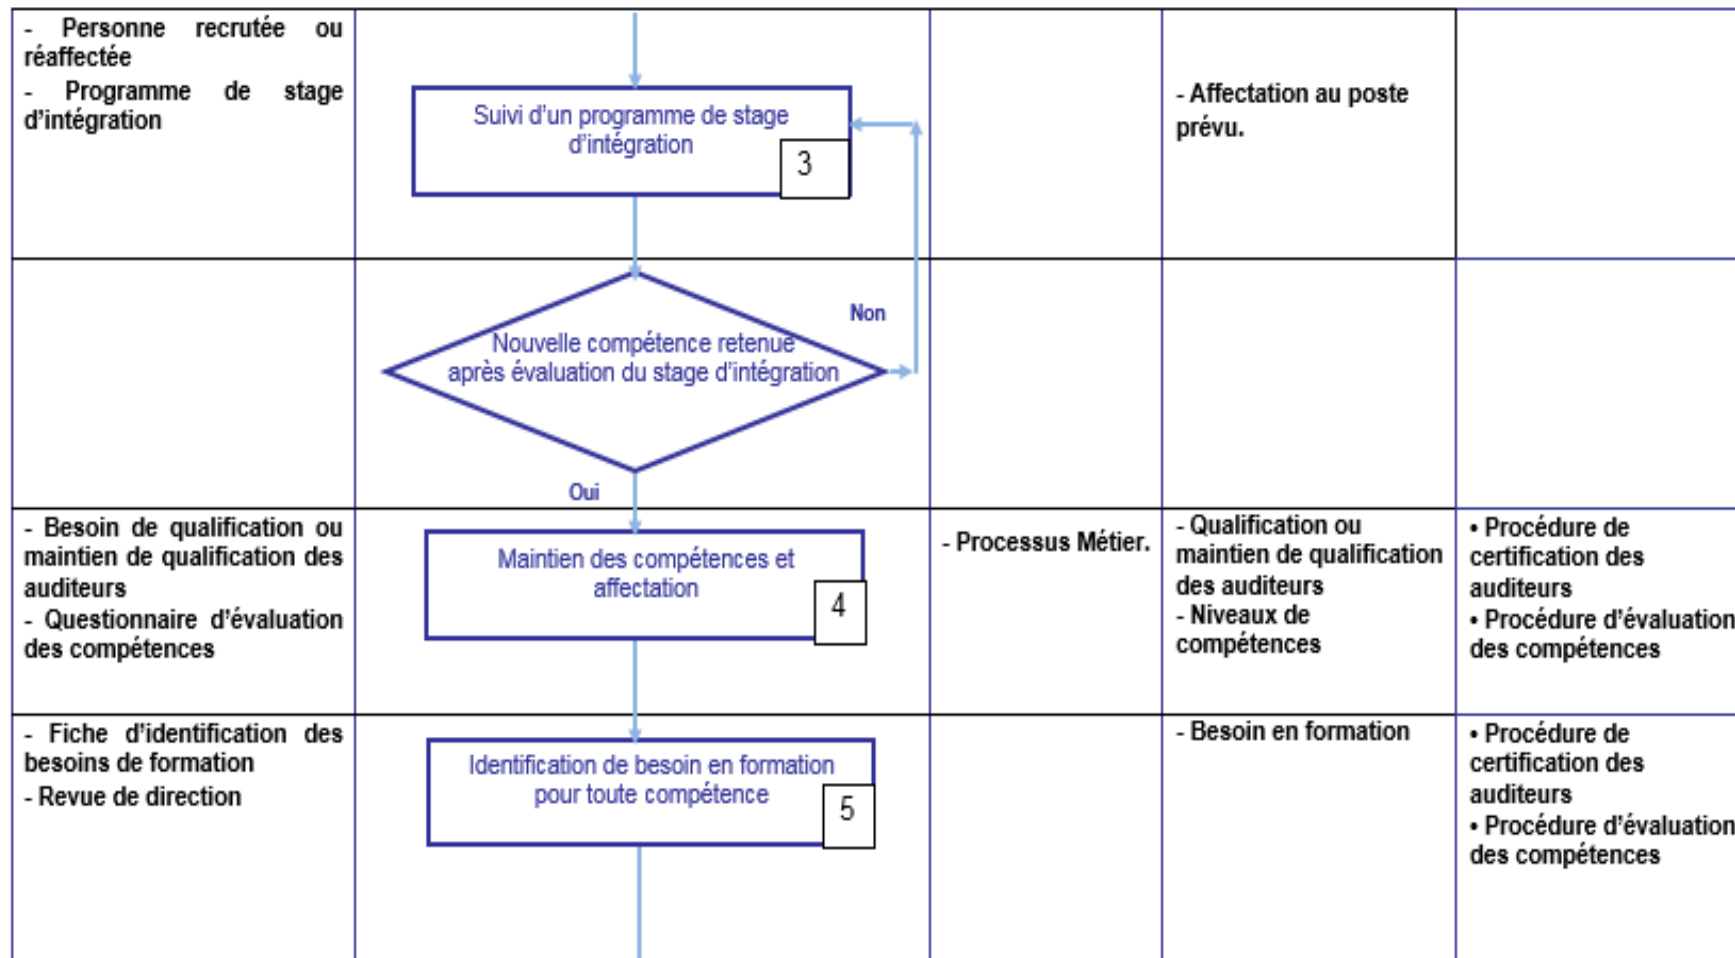 - Personne recrutée ou
réaffectée
- Programme de stage
d'intégration
Suivi d'un programme de stage
d'intégration
3
- Affectation au poste
prévu.
Nouvelle compétence retenue
après évaluation du stage d'intégration
Non
Oui
- Besoin de qualification ou
maintien de qualification des
auditeurs
- Questionnaire d'évaluation
des compétences
Maintien des compétences et
affectation
4
- Processus Métier.
- Qualification ou
maintien de qualification
des auditeurs
- Niveaux de
compétences
• Procédure de
certification des
auditeurs
• Procédure d'évaluation
des compétences
- Fiche d'identification des
besoins de formation
- Revue de direction
Identification de besoin en formation
pour toute compétence
5
- Besoin en formation
• Procédure de
certification des
auditeurs
• Procédure d'évaluation
des compétences